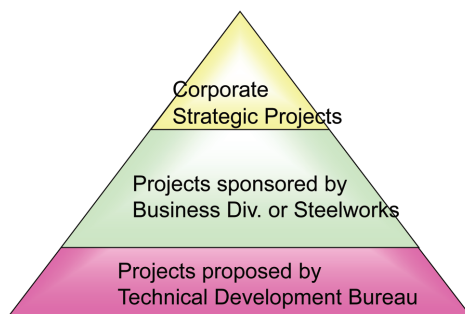 Corporate
Strategic Projects
Projects sponsored by
Business Div. or Steelworks
Projects proposed by
Technical Development Bureau